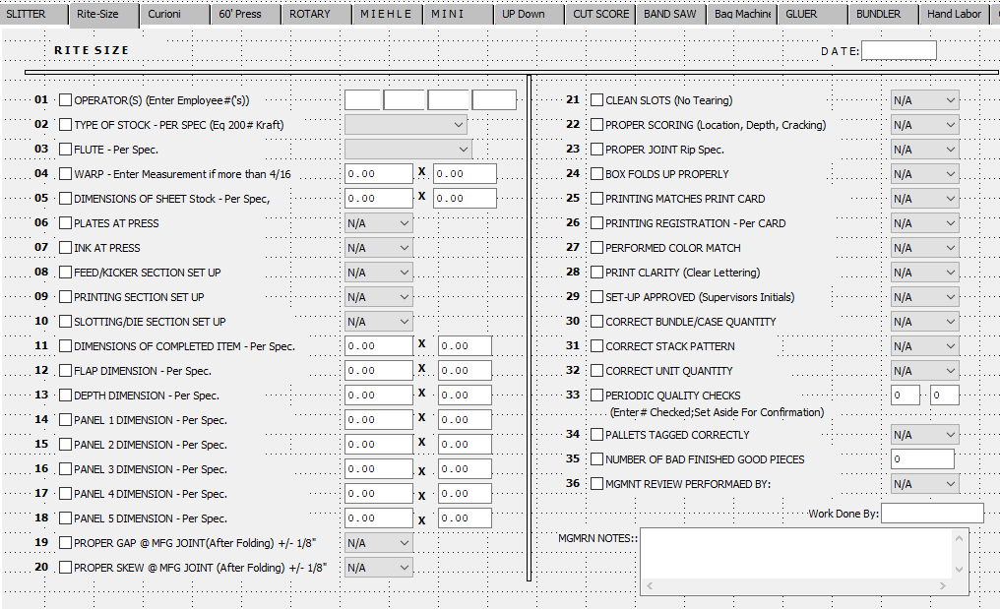 SLITTER Rite-Size Curioni 60' Press ROTARY M I E H L E M I N I UP Down CUT SCORE BAND SAW Bag Machine GLUER BUNDLER Hand Labor
RITE SIZE
DATE:
01 OPERATOR(S) (Enter Employee#('s))
02 TYPE OF STOCK - PER SPEC (Eq 200# Kraft)
03 FLUTE - Per Spec.
04 WARP - Enter Measurement if more than 4/16 0.00 X 0.00
05 DIMENSIONS OF SHEET Stock - Per Spec, 0.00 X 0.00
06 PLATES AT PRESS N/A
07 INK AT PRESS N/A
08 FEED/KICKER SECTION SET UP N/A
09 PRINTING SECTION SET UP N/A
10 SLOTTING/DIE SECTION SET UP N/A
11 DIMENSIONS OF COMPLETED ITEM - Per Spec. 0.00 X 0.00
12 FLAP DIMENSION - Per Spec. 0.00 X 0.00
13 DEPTH DIMENSION - Per Spec. 0.00 X 0.00
14 PANEL 1 DIMENSION - Per Spec. 0.00 X 0.00
15 PANEL 2 DIMENSION - Per Spec. 0.00 X 0.00
16 PANEL 3 DIMENSION - Per Spec. 0.00 X 0.00
17 PANEL 4 DIMENSION - Per Spec. 0.00 X 0.00
18 PANEL 5 DIMENSION - Per Spec. 0.00 X 0.00
19 PROPER GAP @ MFG JOINT(After Folding) +/- 1/8" N/A
20 PROPER SKEW @ MFG JOINT (After Folding) +/- 1/8" N/A
21 CLEAN SLOTS (No Tearing) N/A
22 PROPER SCORING (Location, Depth, Cracking) N/A
23 PROPER JOINT Rip Spec. N/A
24 BOX FOLDS UP PROPERLY N/A
25 PRINTING MATCHES PRINT CARD N/A
26 PRINTING REGISTRATION - Per CARD N/A
27 PERFORMED COLOR MATCH N/A
28 PRINT CLARITY (Clear Lettering) N/A
29 SET-UP APPROVED (Supervisors Initials) N/A
30 CORRECT BUNDLE/CASE QUANTITY N/A
31 CORRECT STACK PATTERN N/A
32 CORRECT UNIT QUANTITY N/A
33 PERIODIC QUALITY CHECKS 0 0
(Enter# Checked;Set Aside For Confirmation)
34 PALLETS TAGGED CORRECTLY N/A
35 NUMBER OF BAD FINISHED GOOD PIECES 0
36 MGMNT REVIEW PERFORMAED BY: N/A
Work Done By:
MGMRN NOTES::